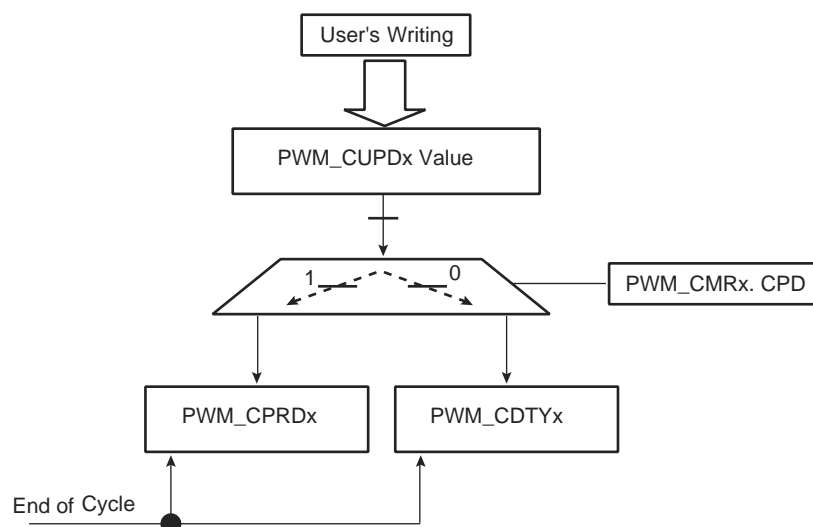 User's Writing
PWM_CUPDx Value
1
0
PWM_CMRx. CPD
PWM_CPRDx
PWM_CDTYx
End of Cycle